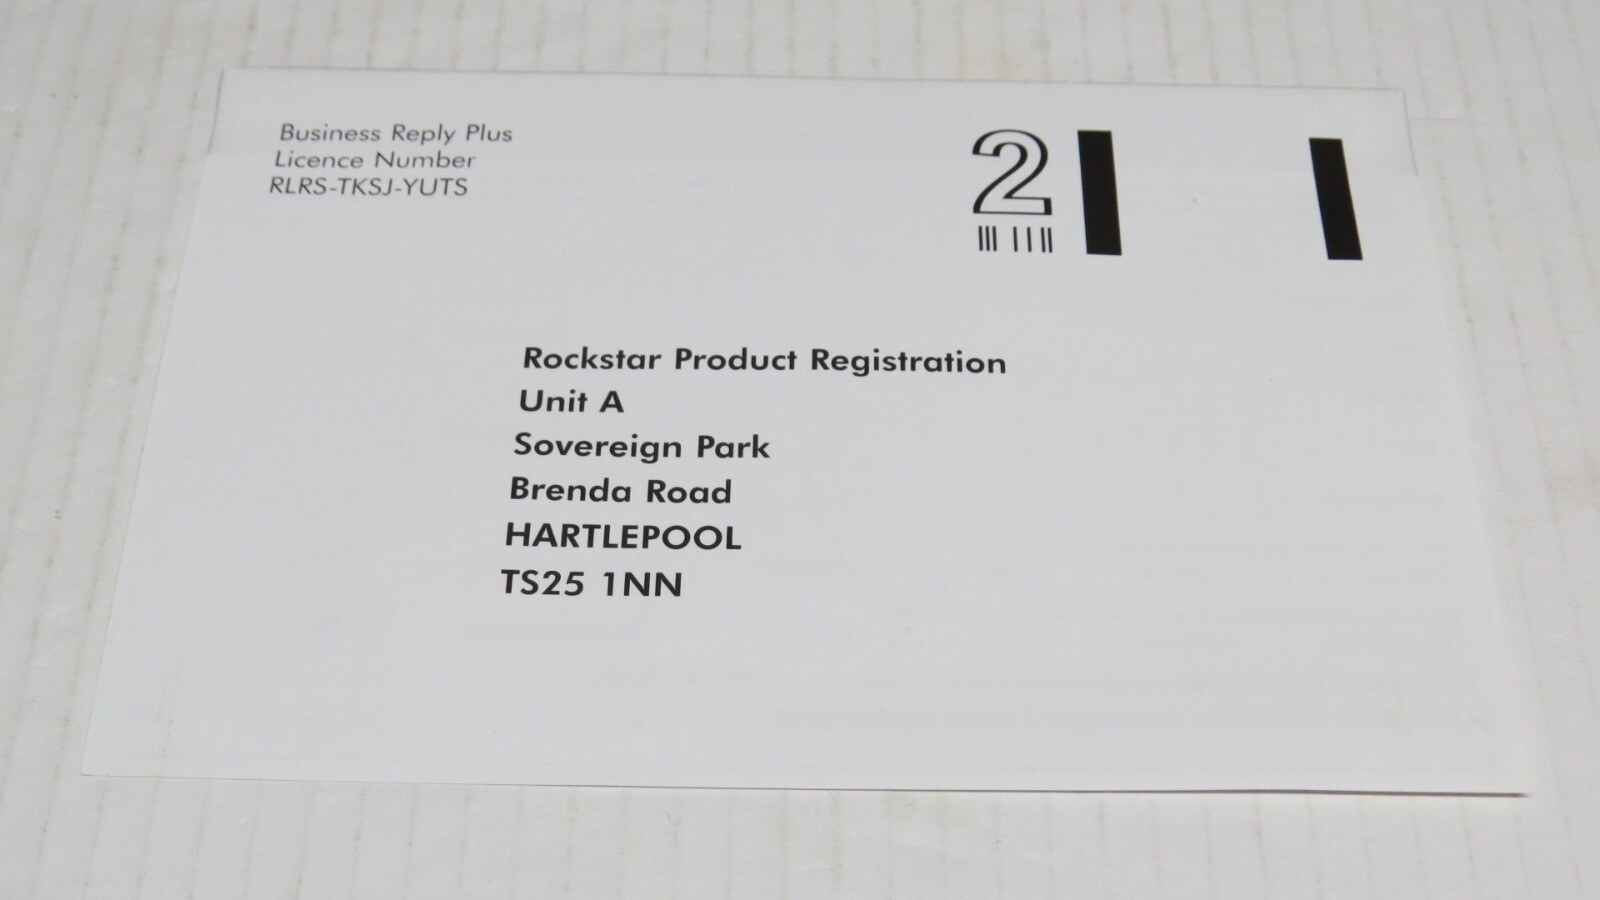 Business Reply Plus
Licence Number
RLRS-TKSJ-YUTS
2
Rockstar Product Registration
Unit A
Sovereign Park
Brenda Road
HARTLEPOOL
TS25 1NN